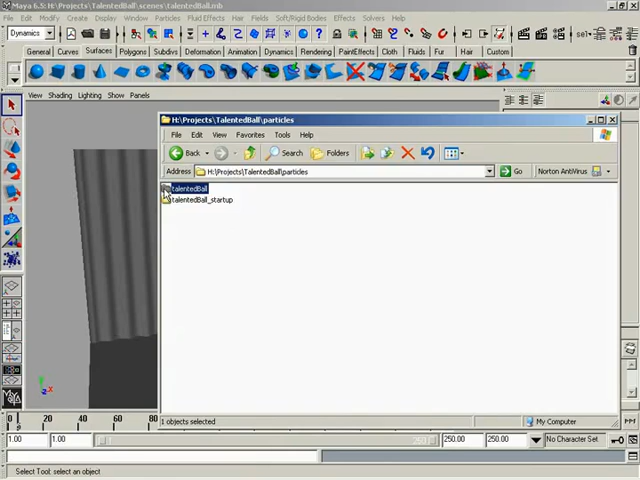 Maya 6.5: H:\Projects\TalentedBall\scenes\talentedBall.mb
File Edit Modify Create Display Window Particles Fluid Effects Hair Fields Soft/Rigid Bodies Effects Solvers Help
Dynamics sel
General Curves Surfaces Polygons Subdivs Deformation Animation Dynamics Rendering PaintEffects Cloth Fluids Fur Hair Custom
View Shading Lighting Show Panels
H:\Projects\TalentedBall\particles
File Edit View Favorites Tools Help
Back Search Folders
Address H:\Projects\TalentedBall\particles Go Norton AntiVirus
talentedBall
talentedBall_startup
1 objects selected My Computer
20 40 60 80
1.00 1.00 250 250.00 250.00 No Character Set
Select Tool: select an object